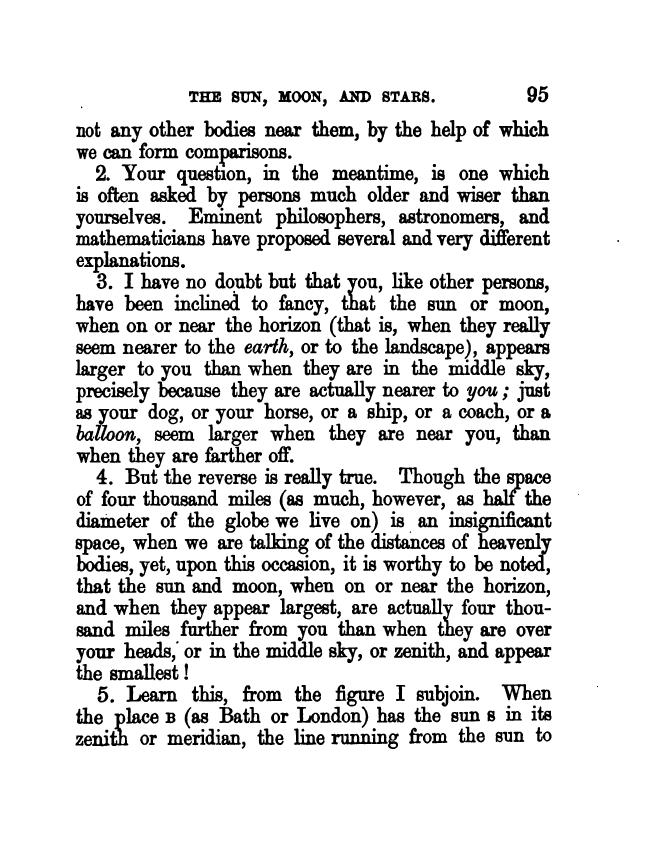 THE SUN, MOON, AND STARS. 95
not any other bodies near them, by the help of which
we can form comparisons.
2. Your question, in the meantime, is one which
is often asked by persons much older and wiser than
yourselves. Eminent philosophers, astronomers, and
mathematicians have proposed several and very different
explanations.
3. I have no doubt but that you, like other persons,
have been inclined to fancy, that the sun or moon,
when on or near the horizon (that is, when they really
seem nearer to the earth, or to the landscape), appears
larger to you than when they are in the middle sky,
precisely because they are actually nearer to you; just
as your dog, or your horse, or a ship, or a coach, or a
balloon, seem larger when they are near you, than
when they are farther off.
4. But the reverse is really true. Though the space
of four thousand miles (as much, however, as half the
diameter of the globe we live on) is an insignificant
space, when we are talking of the distances of heavenly
bodies, yet, upon this occasion, it is worthy to be noted,
that the sun and moon, when on or near the horizon,
and when they appear largest, are actually four thou-
sand miles further from you than when they are over
your heads, or in the middle sky, or zenith, and appear
the smallest!
5. Learn this, from the figure I subjoin. When
the place B (as Bath or London) has the sun S in its
zenith or meridian, the line running from the sun to